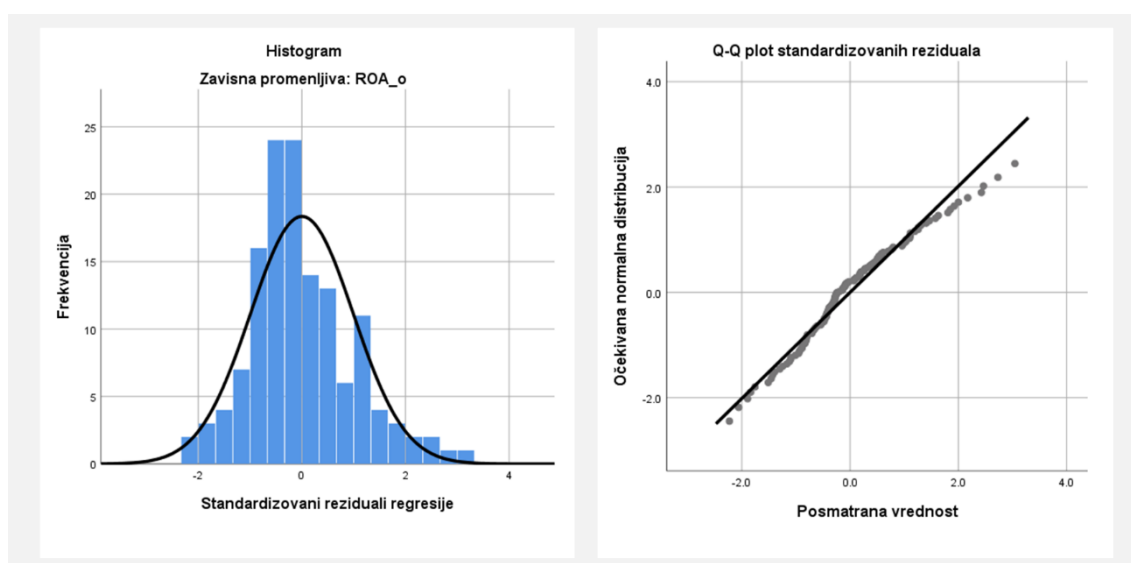 Histogram
Zavisna promenljiva: ROA_o
Frekvencija
25
20
15
10
5
0
-2
0
2
4
Standardizovani reziduali regresije
Q-Q plot standardizovanih reziduala
Očekivana normalna distribucija
4.0
2.0
0.0
-2.0
-2.0
0.0
2.0
4.0
Posmatrana vrednost